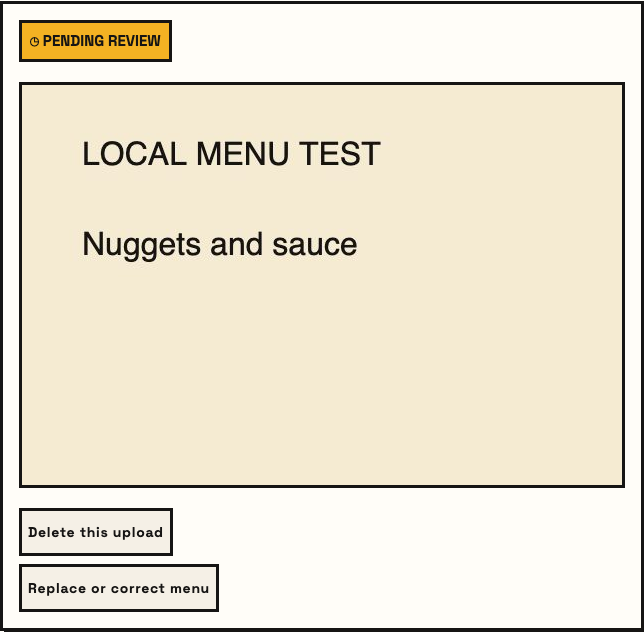 PENDING REVIEW
LOCAL MENU TEST
Nuggets and sauce
Delete this upload
Replace or correct menu